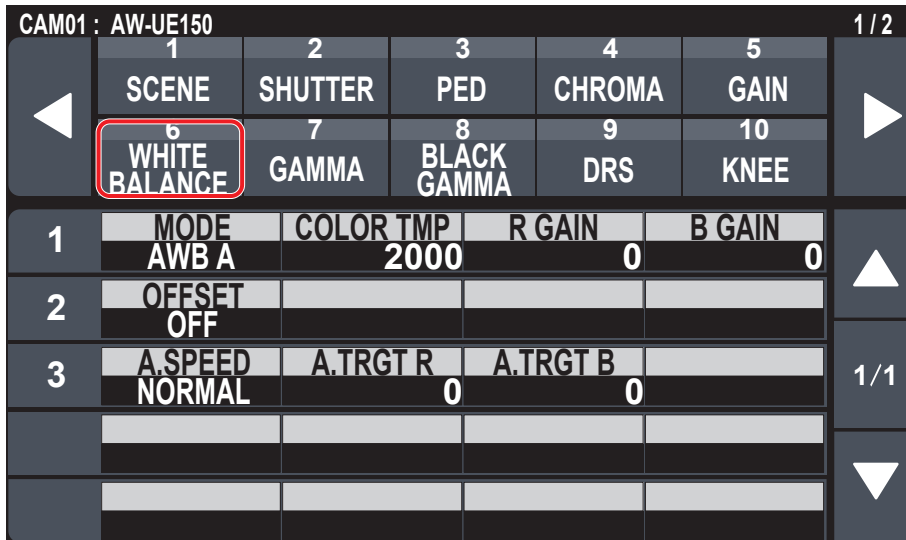 CAM01 : AW-UE150 1 / 2
1 2 3 4 5
SCENE SHUTTER PED CHROMA GAIN
6 7 8 9 10
WHITE BALANCE GAMMA BLACK GAMMA DRS KNEE
1 MODE COLOR TMP R GAIN B GAIN
AWB A 2000 0 0
2 OFFSET
OFF
3 A.SPEED A.TRGT R A.TRGT B 1/1
NORMAL 0 0